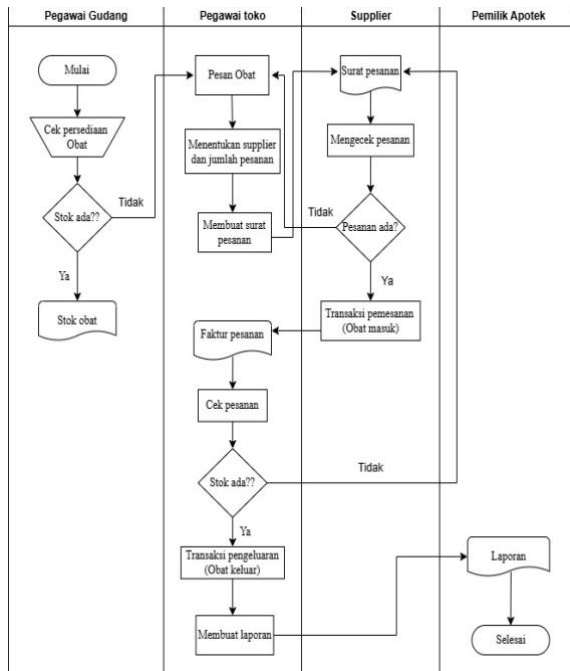 Pegawai Gudang
Pegawai toko
Supplier
Pemilik Apotek
Mulai
Pesan Obat
Surat pesanan
Cek persediaan
Obat
Menentukan supplier
dan jumlah pesanan
Mengecek pesanan
Tidak
Stok ada??
Membuat surat
pesanan
Tidak
Pesanan ada?
Ya
Ya
Stok obat
Faktur pesanan
Transaksi pemesanan
(Obat masuk)
Cek pesanan
Stok ada??
Tidak
Ya
Transaksi pengeluaran
(Obat keluar)
Laporan
Membuat laporan
Selesai